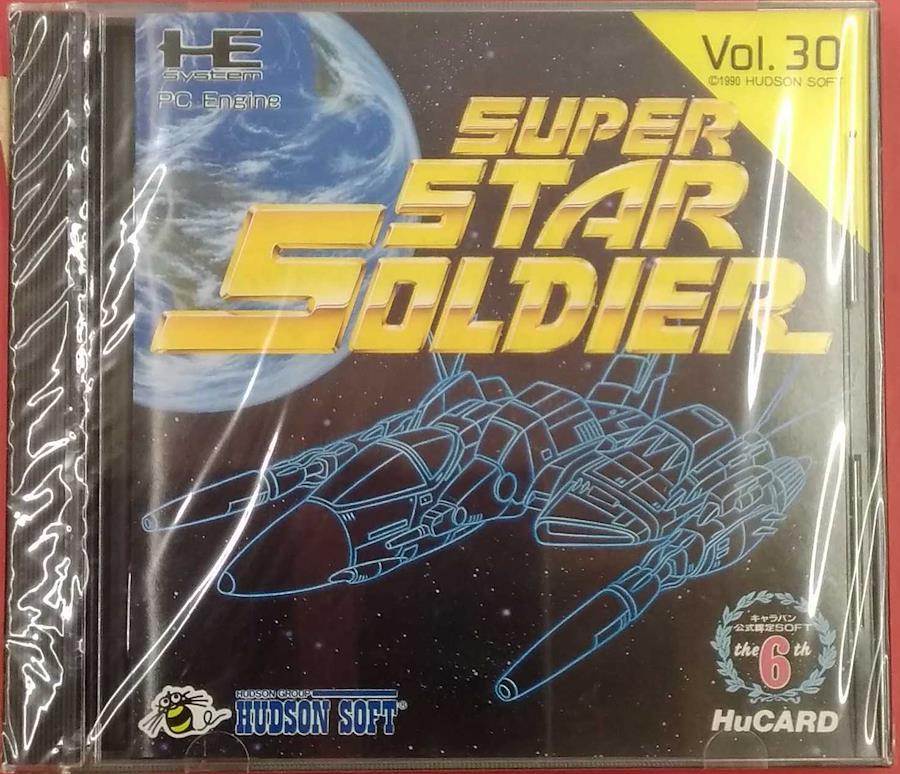 HE
System
PC Engine
Vol. 30
©1990 HUDSON SOFT
SUPER
STAR
SOLDIER
キャラバン
公式認定SOFT
the 6 th
HUDSON GROUP
HUDSON SOFT®
HuCARD